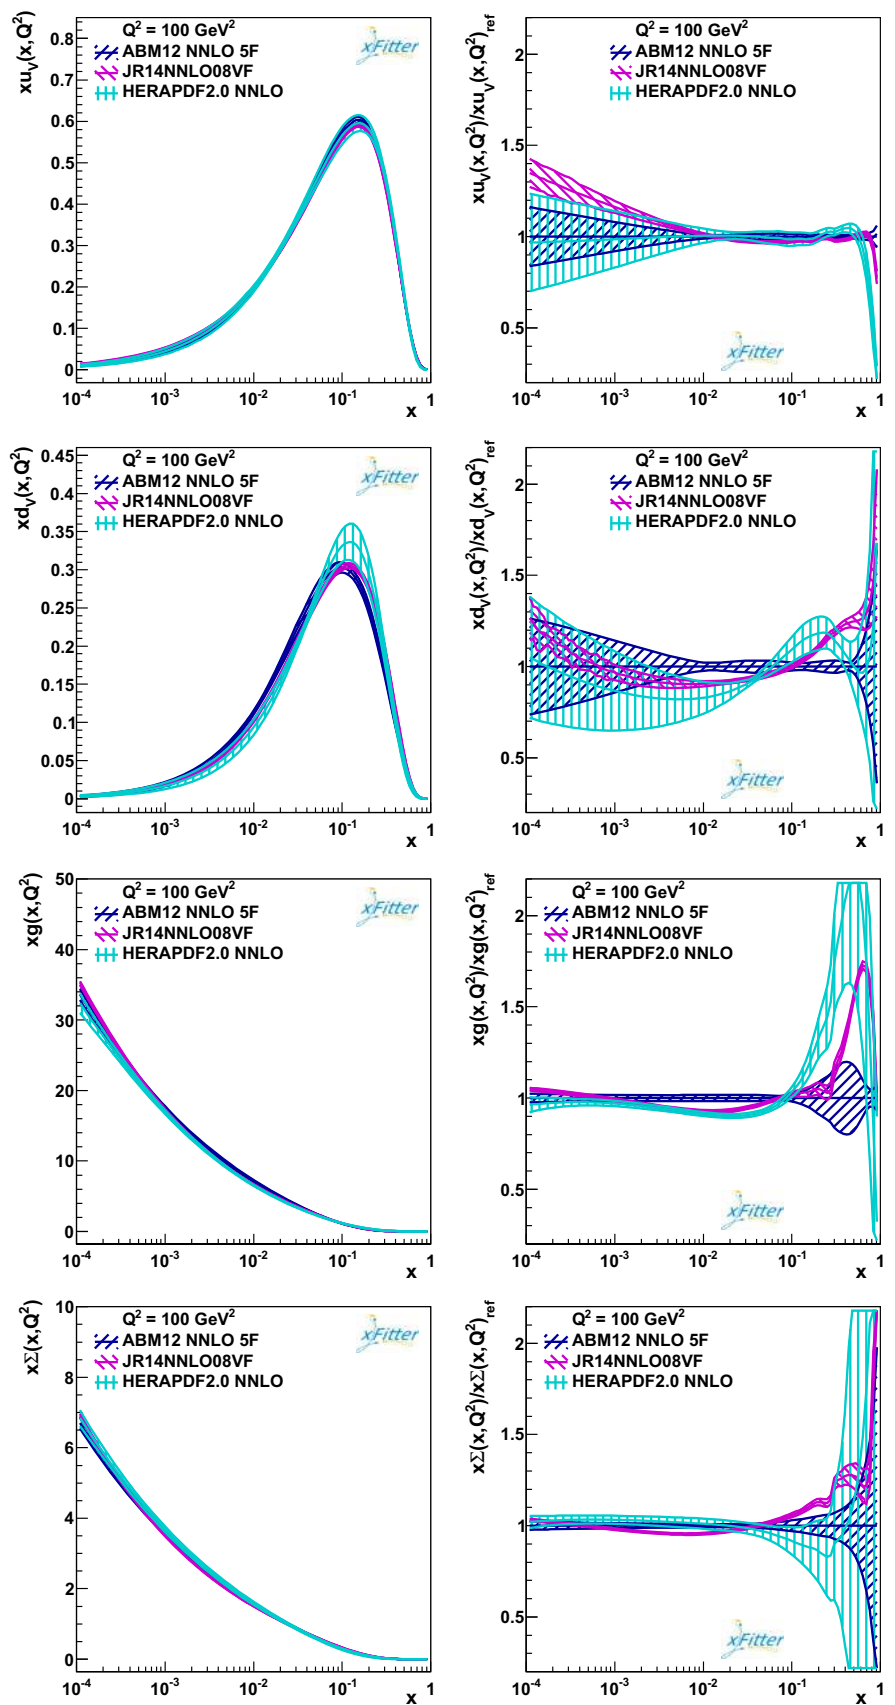 xu_V(x,Q²)
Q² = 100 GeV²
ABM12 NNLO 5F
JR14NNLO08VF
HERAPDF2.0 NNLO
xFitter
0.8
0.7
0.6
0.5
0.4
0.3
0.2
0.1
0
10⁻⁴ 10⁻³ 10⁻² 10⁻¹ 1
x
xu_V(x,Q²)/xu_V(x,Q²)_ref
Q² = 100 GeV²
ABM12 NNLO 5F
JR14NNLO08VF
HERAPDF2.0 NNLO
2
1.5
1
0.5
xFitter
10⁻⁴ 10⁻³ 10⁻² 10⁻¹ 1
x
xd_V(x,Q²)
Q² = 100 GeV²
ABM12 NNLO 5F
JR14NNLO08VF
HERAPDF2.0 NNLO
xFitter
0.45
0.4
0.35
0.3
0.25
0.2
0.15
0.1
0.05
0
10⁻⁴ 10⁻³ 10⁻² 10⁻¹ 1
x
xd_V(x,Q²)/xd_V(x,Q²)_ref
Q² = 100 GeV²
ABM12 NNLO 5F
JR14NNLO08VF
HERAPDF2.0 NNLO
2
1.5
1
0.5
xFitter
10⁻⁴ 10⁻³ 10⁻² 10⁻¹ 1
x
xg(x,Q²)
Q² = 100 GeV²
ABM12 NNLO 5F
JR14NNLO08VF
HERAPDF2.0 NNLO
xFitter
50
40
30
20
10
0
10⁻⁴ 10⁻³ 10⁻² 10⁻¹ 1
x
xg(x,Q²)/xg(x,Q²)_ref
Q² = 100 GeV²
ABM12 NNLO 5F
JR14NNLO08VF
HERAPDF2.0 NNLO
2
1.5
1
0.5
xFitter
10⁻⁴ 10⁻³ 10⁻² 10⁻¹ 1
x
xΣ(x,Q²)
Q² = 100 GeV²
ABM12 NNLO 5F
JR14NNLO08VF
HERAPDF2.0 NNLO
xFitter
10
8
6
4
2
0
10⁻⁴ 10⁻³ 10⁻² 10⁻¹ 1
x
xΣ(x,Q²)/xΣ(x,Q²)_ref
Q² = 100 GeV²
ABM12 NNLO 5F
JR14NNLO08VF
HERAPDF2.0 NNLO
2
1.5
1
0.5
xFitter
10⁻⁴ 10⁻³ 10⁻² 10⁻¹ 1
x